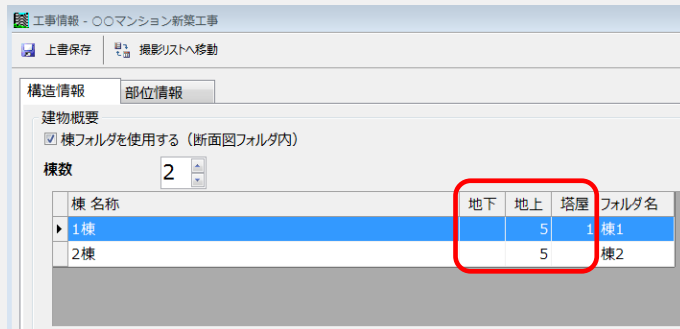 工事情報 - 〇〇マンション新築工事
上書保存 撮影リストへ移動
構造情報 部位情報
建物概要
棟フォルダを使用する（断面図フォルダ内）
棟数 2
棟 名称 地下 地上 塔屋 フォルダ名
1棟 5 1 棟1
2棟 5 棟2